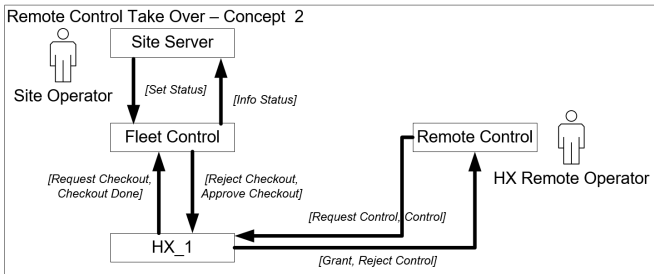 Remote Control Take Over – Concept 2
Site Server
Site Operator
[Set Status]
[Info Status]
Fleet Control
Remote Control
HX Remote Operator
[Request Checkout,
Checkout Done]
[Reject Checkout,
Approve Checkout]
[Request Control, Control]
HX_1
[Grant, Reject Control]